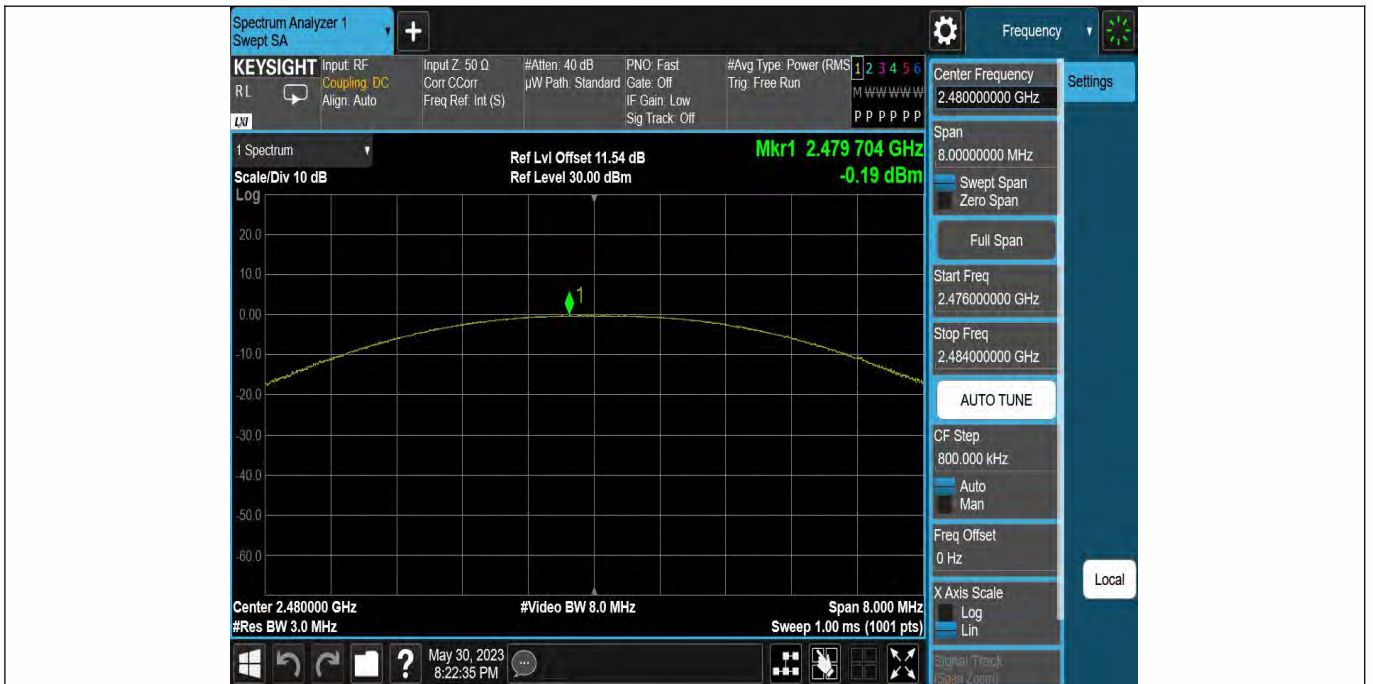 Spectrum Analyzer 1
Swept SA
+
Frequency
KEYSIGHT
RL
LXI
Input: RF
Coupling: DC
Align: Auto
Input Z: 50 Ω
Corr CCorr
Freq Ref: Int (S)
#Atten: 40 dB
µW Path: Standard
PNO: Fast
Gate: Off
IF Gain: Low
Sig Track: Off
#Avg Type: Power (RMS
Trig: Free Run
1 2 3 4 5 6
M W W W W W
P P P P P P
1 Spectrum
Scale/Div 10 dB
Ref Lvl Offset 11.54 dB
Ref Level 30.00 dBm
Mkr1 2.479 704 GHz
-0.19 dBm
Log
20.0
10.0
0.00
-10.0
-20.0
-30.0
-40.0
-50.0
-60.0
1
Center 2.480000 GHz
#Res BW 3.0 MHz
#Video BW 8.0 MHz
Span 8.000 MHz
Sweep 1.00 ms (1001 pts)
?
May 30, 2023
8:22:35 PM
Center Frequency
2.480000000 GHz
Span
8.00000000 MHz
Swept Span
Zero Span
Full Span
Start Freq
2.476000000 GHz
Stop Freq
2.484000000 GHz
AUTO TUNE
CF Step
800.000 kHz
Auto
Man
Freq Offset
0 Hz
X Axis Scale
Log
Lin
Signal Track
(Span Zoom)
Settings
Local